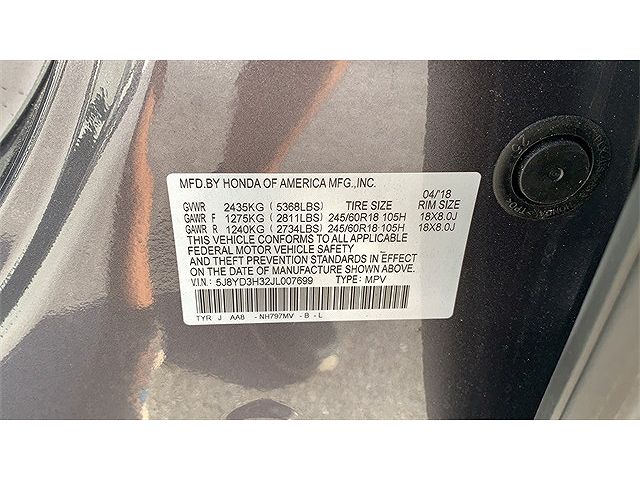 MFD.BY HONDA OF AMERICA MFG.,INC.
04/'18
GVWR 2435KG ( 5368LBS) TIRE SIZE RIM SIZE
GAWR F 1275KG ( 2811LBS) 245/60R18 105H 18X8.0J
GAWR R 1240KG ( 2734LBS) 245/60R18 105H 18X8.0J
THIS VEHICLE CONFORMS TO ALL APPLICABLE
FEDERAL MOTOR VEHICLE SAFETY
AND THEFT PREVENTION STANDARDS IN EFFECT
ON THE DATE OF MANUFACTURE SHOWN ABOVE.
V.I.N.: 5J8YD3H32JL007699 TYPE: MPV
TYR J AA8 - NH797MV - B - L
25